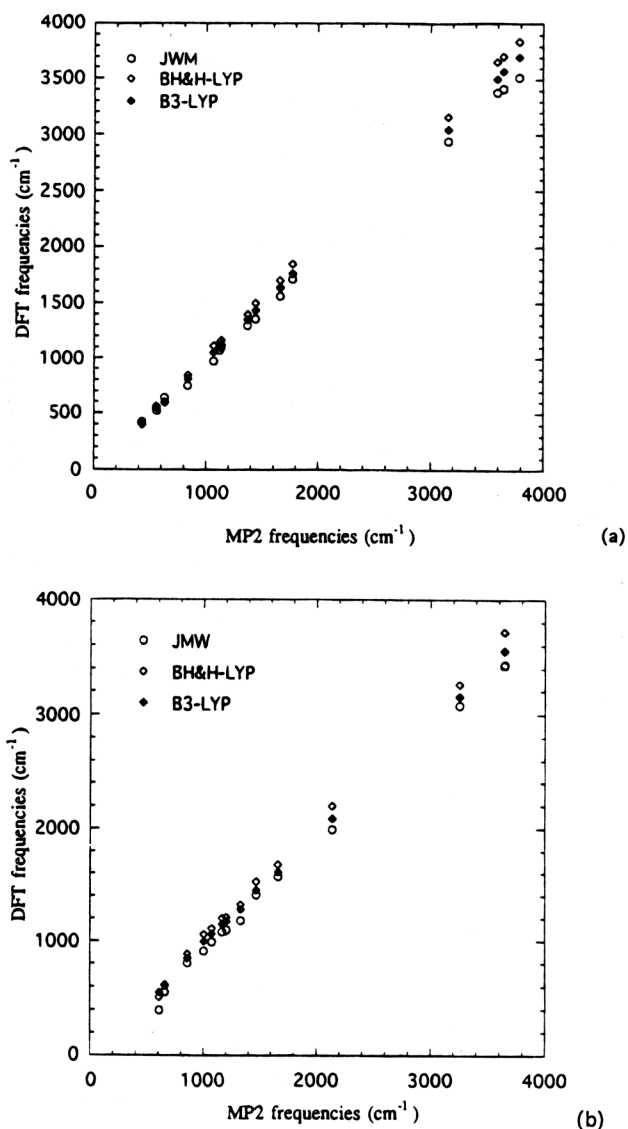 4000
3500
3000
2500
2000
1500
1000
500
0
DFT frequencies (cm⁻¹)
JWM
BH&H-LYP
B3-LYP
0 1000 2000 3000 4000
MP2 frequencies (cm⁻¹)
(a)
4000
3000
2000
1000
0
DFT frequencies (cm⁻¹)
JMW
BH&H-LYP
B3-LYP
0 1000 2000 3000 4000
MP2 frequencies (cm⁻¹)
(b)